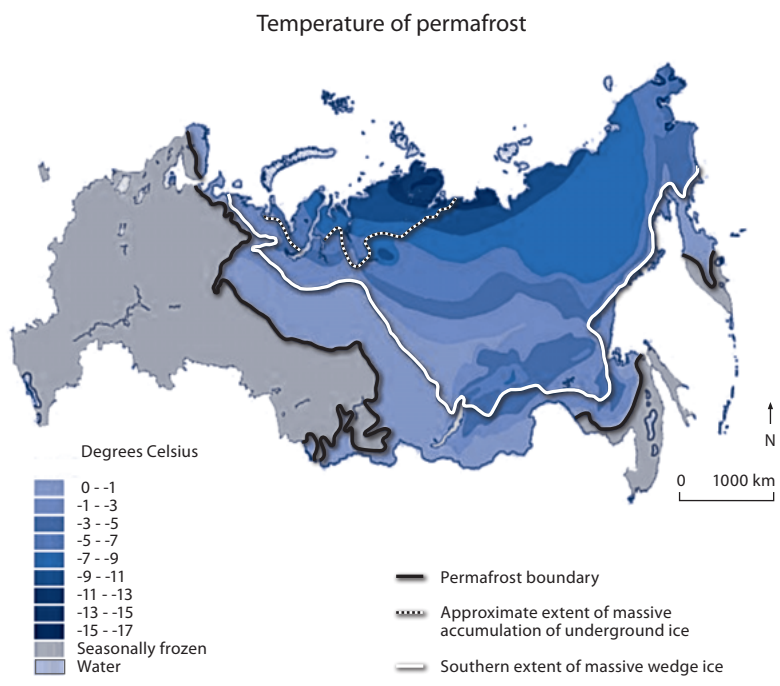 Temperature of permafrost
Degrees Celsius
0 - -1
-1 - -3
-3 - -5
-5 - -7
-7 - -9
-9 - -11
-11 - -13
-13 - -15
-15 - -17
Seasonally frozen
Water
Permafrost boundary
Approximate extent of massive
accumulation of underground ice
Southern extent of massive wedge ice
N
0 1000 km